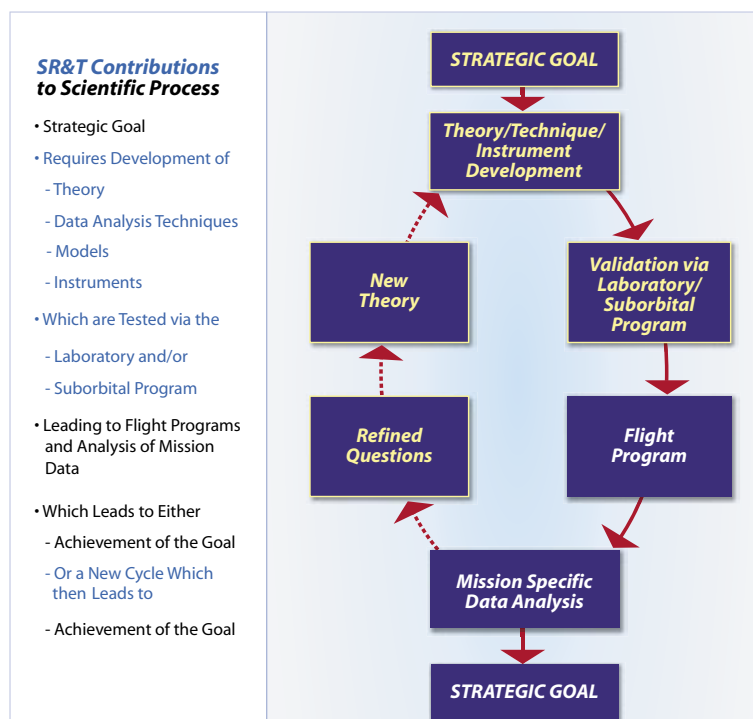 SR&T Contributions
to Scientific Process
• Strategic Goal
• Requires Development of
- Theory
- Data Analysis Techniques
- Models
- Instruments
• Which are Tested via the
- Laboratory and/or
- Suborbital Program
• Leading to Flight Programs
and Analysis of Mission
Data
• Which Leads to Either
- Achievement of the Goal
- Or a New Cycle Which
then Leads to
- Achievement of the Goal
STRATEGIC GOAL
Theory/Technique/
Instrument
Development
New
Theory
Validation via
Laboratory/
Suborbital
Program
Refined
Questions
Flight
Program
Mission Specific
Data Analysis
STRATEGIC GOAL